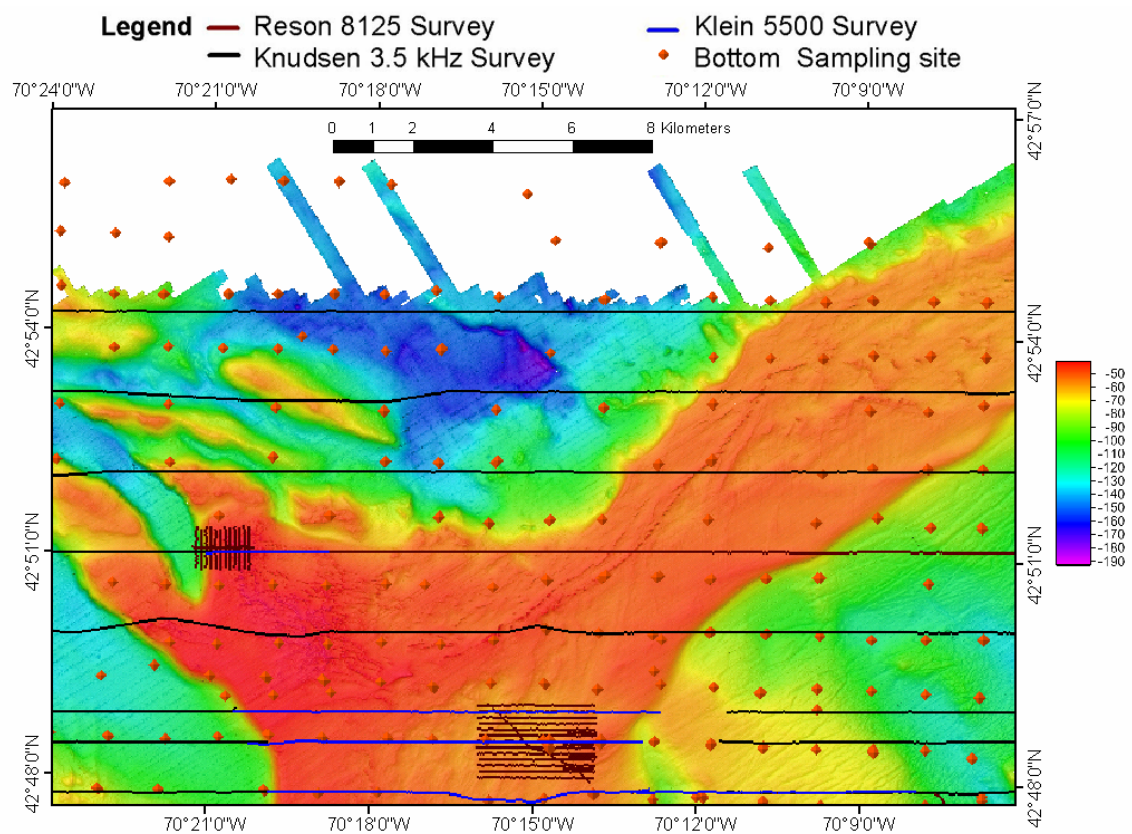 Legend Reson 8125 Survey Klein 5500 Survey
Knudsen 3.5 kHz Survey Bottom Sampling site
70°24'0"W 70°21'0"W 70°18'0"W 70°15'0"W 70°12'0"W 70°9'0"W
0 1 2 4 6 8 Kilometers
42°57'0"N
42°54'0"N 42°54'0"N
-50
-60
-70
-80
-90
-100
-110
-120
-130
-140
-150
-160
-170
-180
-190
42°51'0"N 42°51'0"N
42°48'0"N 42°48'0"N
70°21'0"W 70°18'0"W 70°15'0"W 70°12'0"W 70°9'0"W